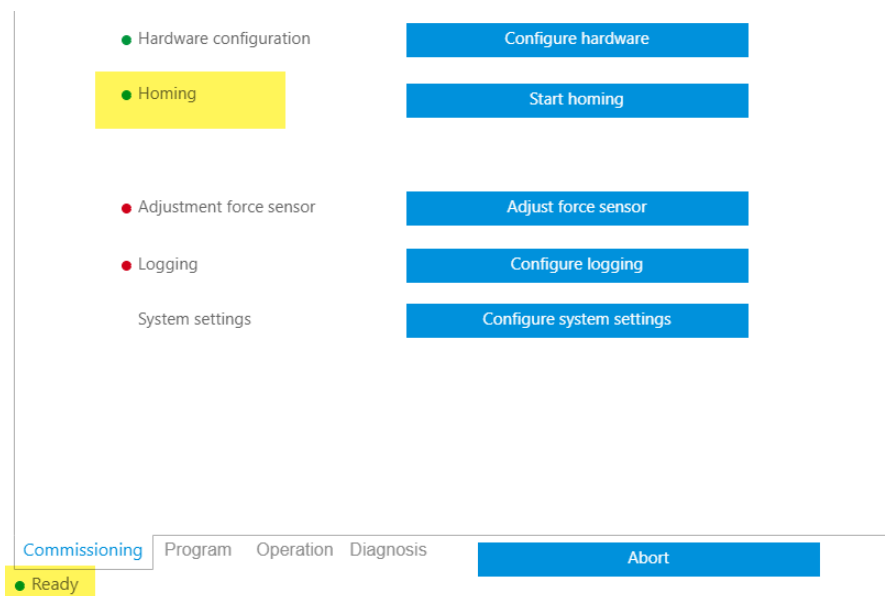 Hardware configuration Configure hardware
Homing Start homing
Adjustment force sensor Adjust force sensor
Logging Configure logging
System settings Configure system settings
Commissioning Program Operation Diagnosis Abort
Ready